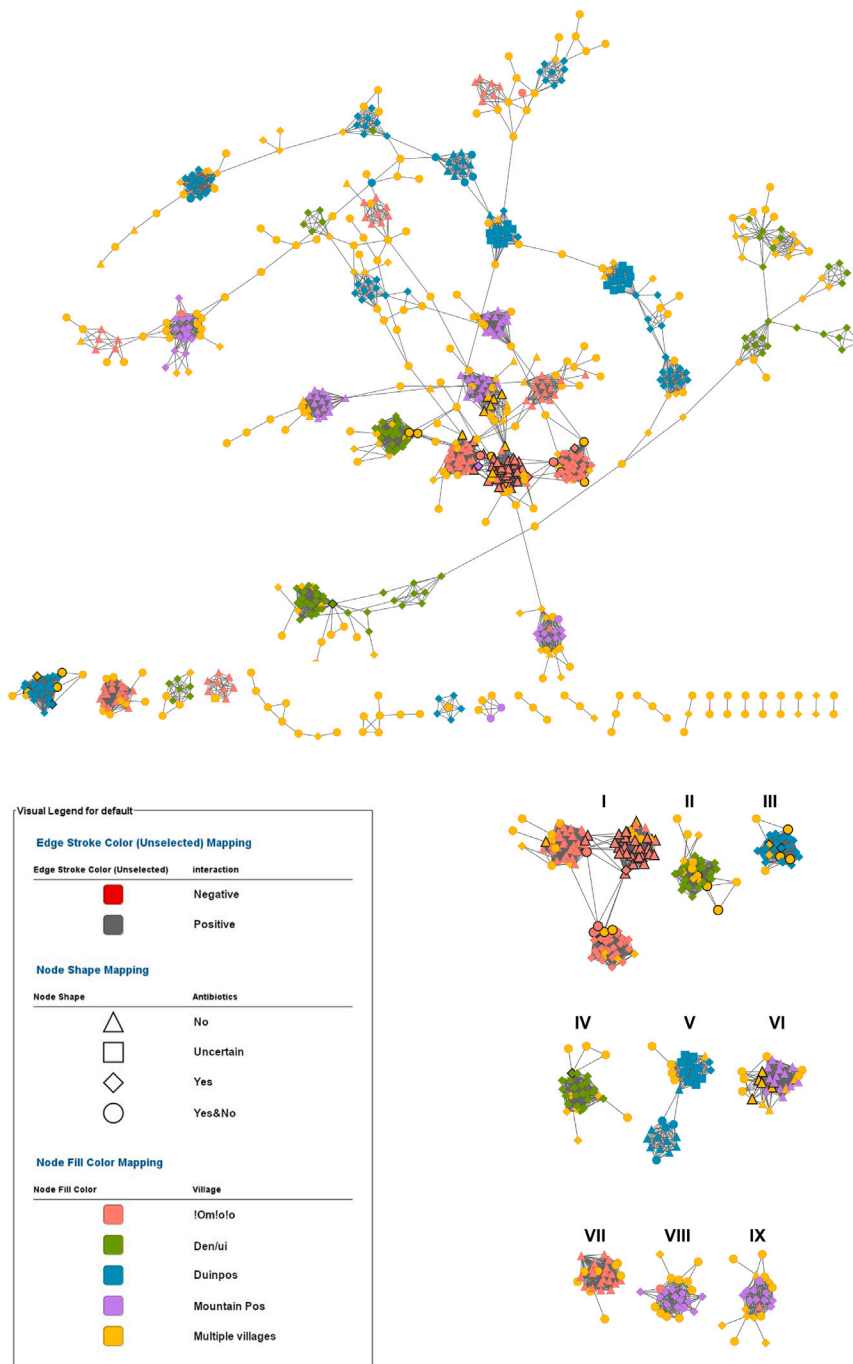 I II III
Visual Legend for default
Edge Stroke Color (Unselected) Mapping
Edge Stroke Color (Unselected) interaction
Negative
Positive
Node Shape Mapping
Node Shape Antibiotics
No
Uncertain
Yes
Yes&No
Node Fill Color Mapping
Node Fill Color Village
!Om!o!o
Den/ui
Duinpos
Mountain Pos
Multiple villages
IV V VI
VII VIII IX